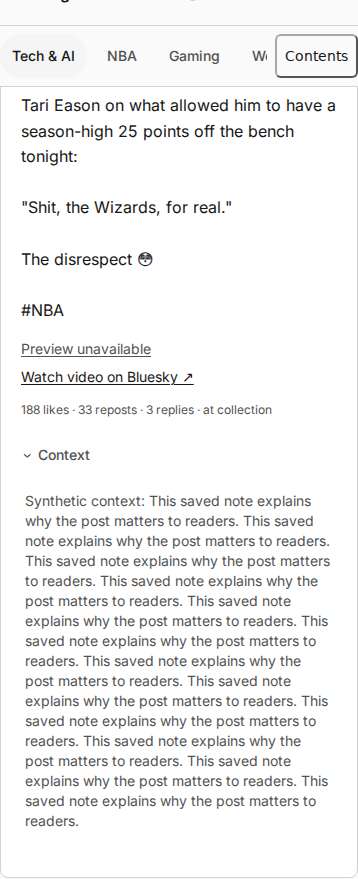 Tech & AI NBA Gaming Contents
Tari Eason on what allowed him to have a
season-high 25 points off the bench
tonight:
"Shit, the Wizards, for real."
The disrespect 😳
#NBA
Preview unavailable
Watch video on Bluesky ↗
188 likes · 33 reposts · 3 replies · at collection
Context
Synthetic context: This saved note explains
why the post matters to readers. This saved
note explains why the post matters to readers.
This saved note explains why the post matters
to readers. This saved note explains why the
post matters to readers. This saved note
explains why the post matters to readers. This
saved note explains why the post matters to
readers. This saved note explains why the
post matters to readers. This saved note
explains why the post matters to readers. This
saved note explains why the post matters to
readers. This saved note explains why the
post matters to readers. This saved note
explains why the post matters to readers. This
saved note explains why the post matters to
readers.